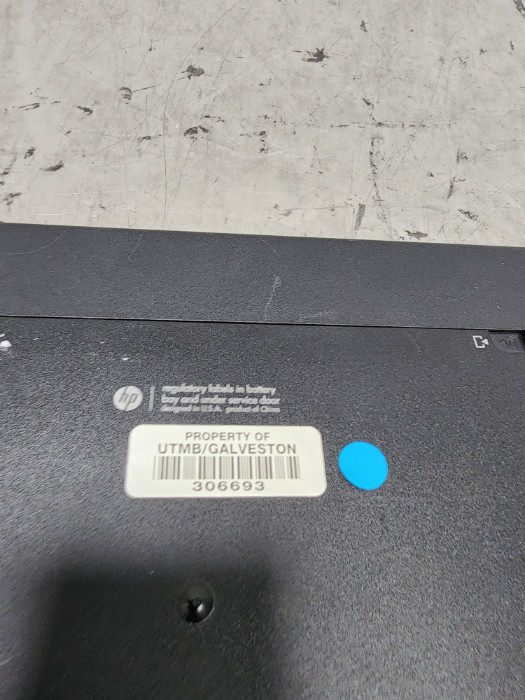 hp
regulatory labels in battery
bay and under service door
designed in U.S.A. product of China
PROPERTY OF
UTMB/GALVESTON
306693